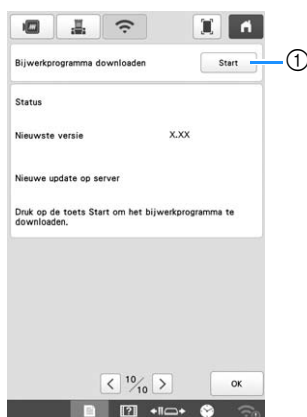 Bijwerkprogramma downloaden
Start
①
Status
Nieuwste versie X.XX
Nieuwe update op server
Druk op de toets Start om het bijwerkprogramma te
downloaden.
10/10
OK